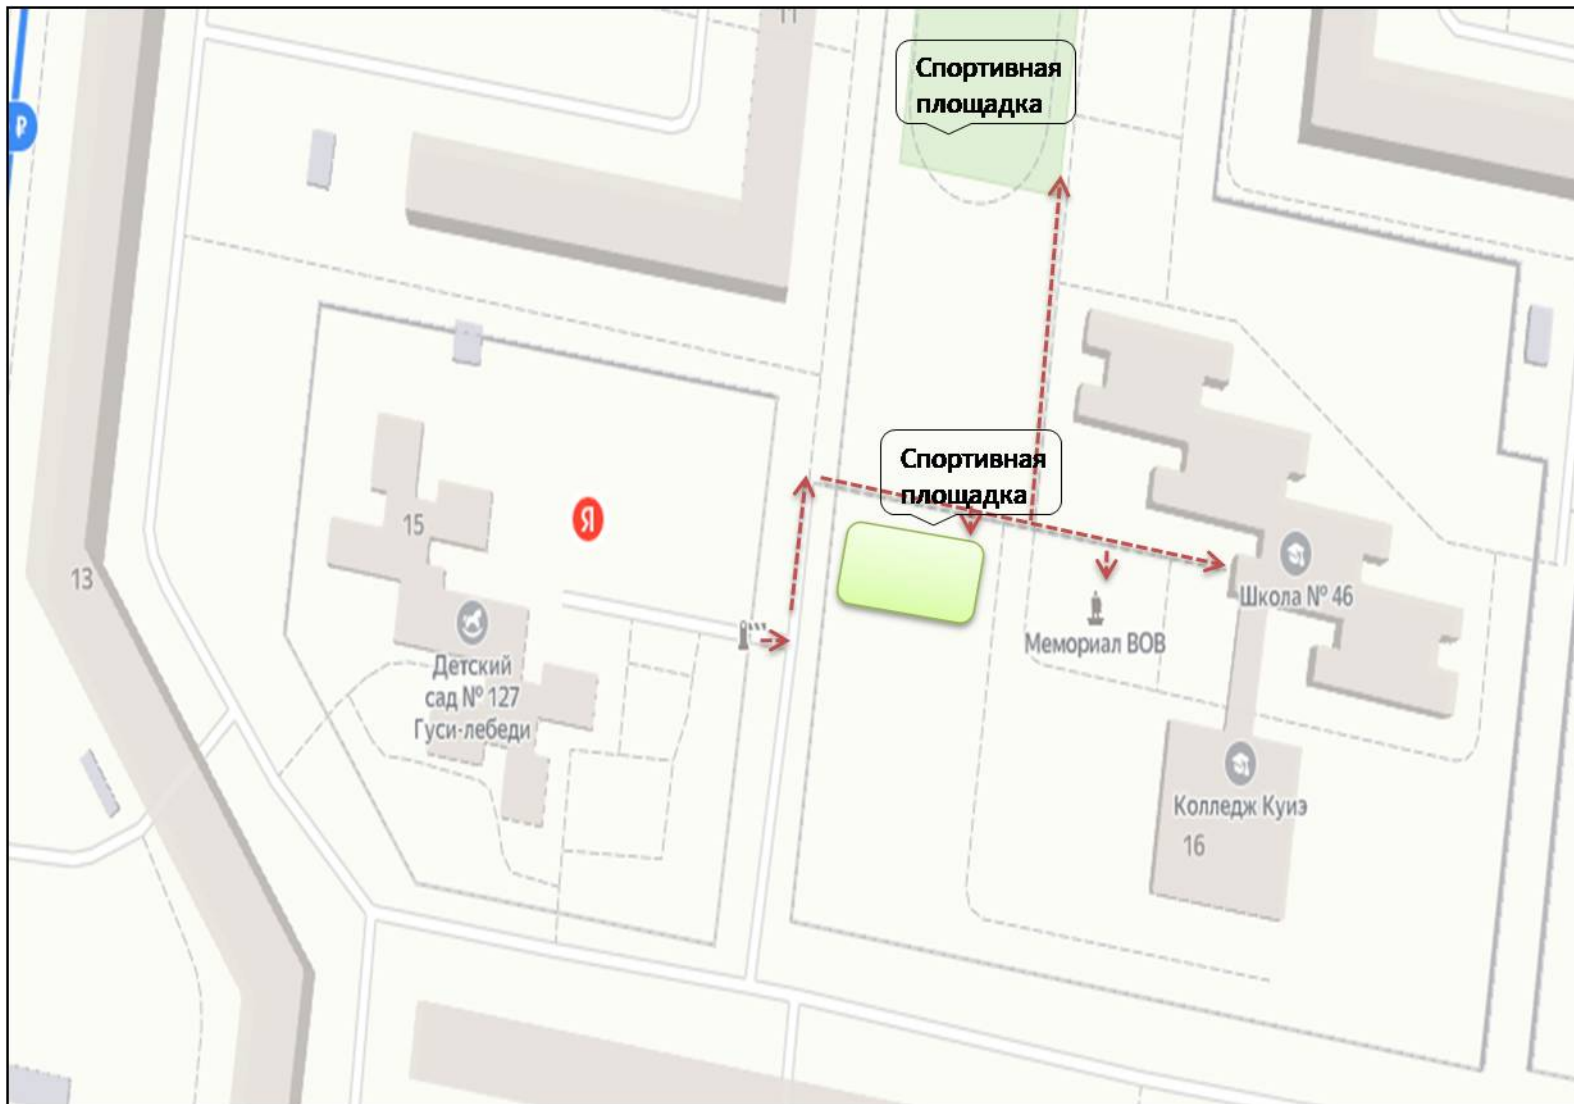 11
Спортивная
площадка
₽
Спортивная
площадка
15
Я
13
Школа № 46
Детский
сад № 127
Гуси-лебеди
Мемориал ВОВ
Колледж Куиэ
16